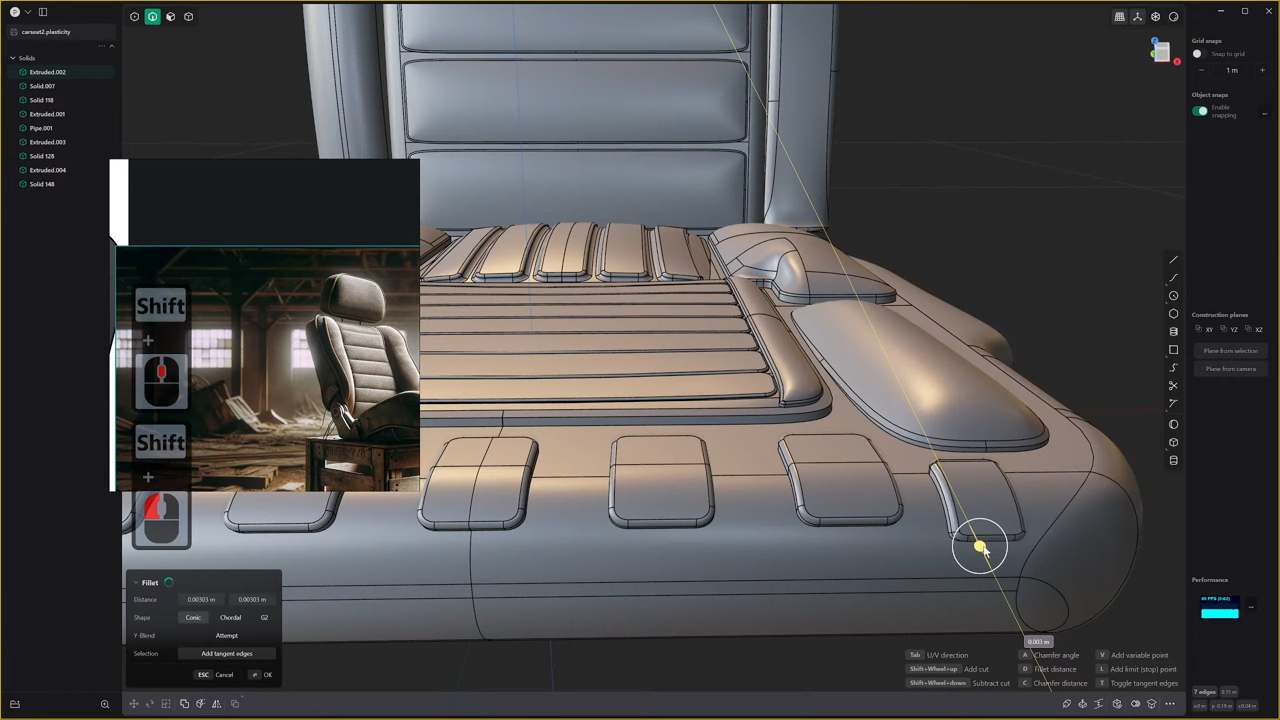 carseat2.plasticity
Solids
Extruded.002
Solid.007
Solid 118
Extruded.001
Pipe.001
Extruded.003
Solid 128
Extruded.004
Solid 148
Shift
+
Shift
+
Fillet
Distance 0.00303 m 0.00303 m
Shape Conic Chordal G2
Y-Blend Attempt
Selection Add tangent edges
ESC Cancel OK
0.003 m
Tab U/V direction A Chamfer angle V Add variable point
Shift+Wheel+up Add cut D Fillet distance L Add limit (stop) point
Shift+Wheel+down Subtract cut C Chamfer distance T Toggle tangent edges
Grid snaps
Snap to grid
− 1 m +
Object snaps
Enable
snapping
Construction planes
XY YZ XZ
Plane from selection
Plane from camera
Performance
60 FPS
7 edges 0.11 m